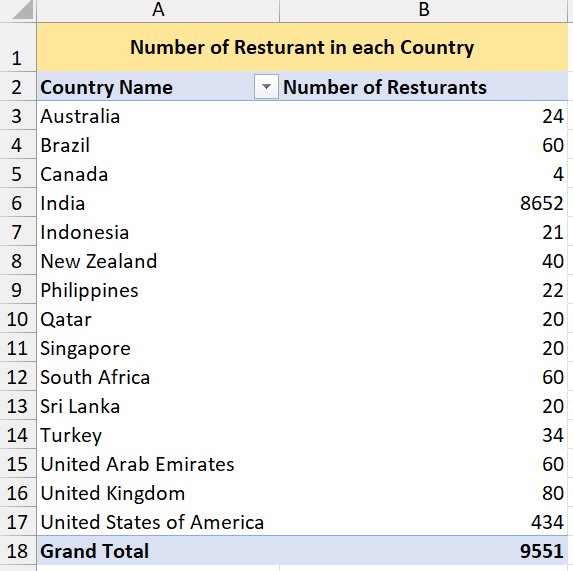 A B
1 Number of Resturant in each Country
2 Country Name Number of Resturants
3 Australia 24
4 Brazil 60
5 Canada 4
6 India 8652
7 Indonesia 21
8 New Zealand 40
9 Philippines 22
10 Qatar 20
11 Singapore 20
12 South Africa 60
13 Sri Lanka 20
14 Turkey 34
15 United Arab Emirates 60
16 United Kingdom 80
17 United States of America 434
18 Grand Total 9551